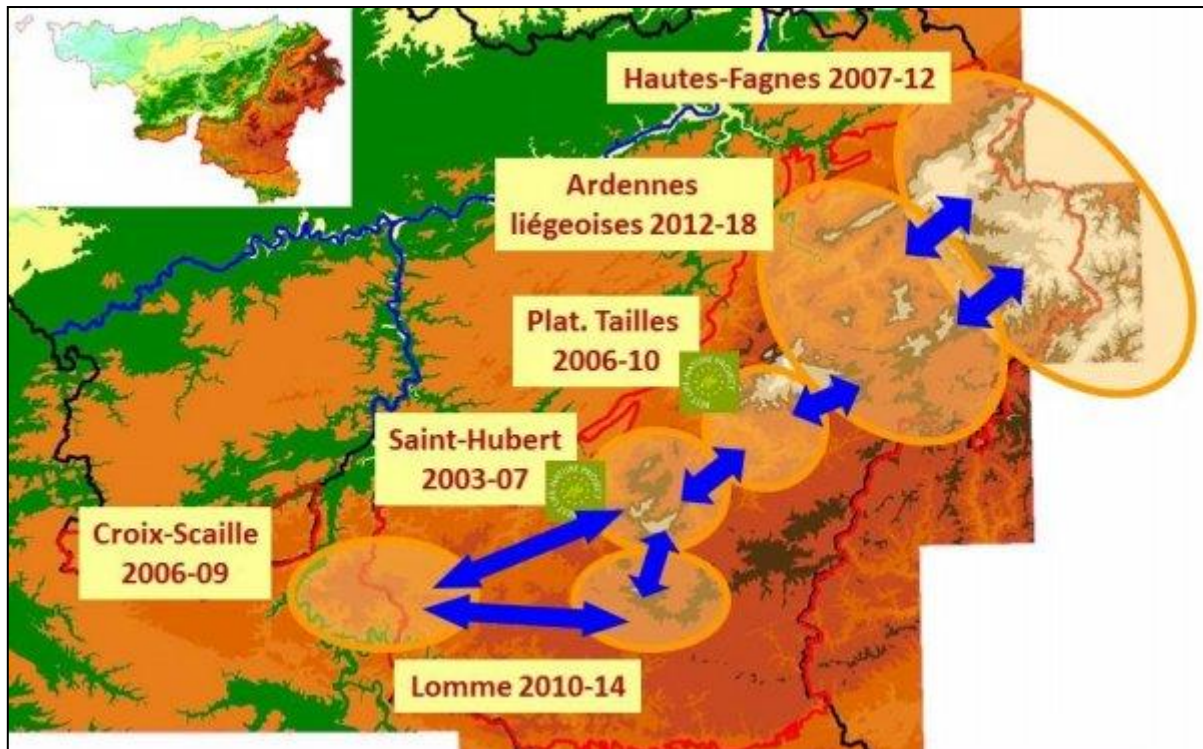 Hautes-Fagnes 2007-12
Ardennes
liégeoises 2012-18
Plat. Tailles
2006-10
Saint-Hubert
2003-07
Croix-Scaille
2006-09
Lomme 2010-14